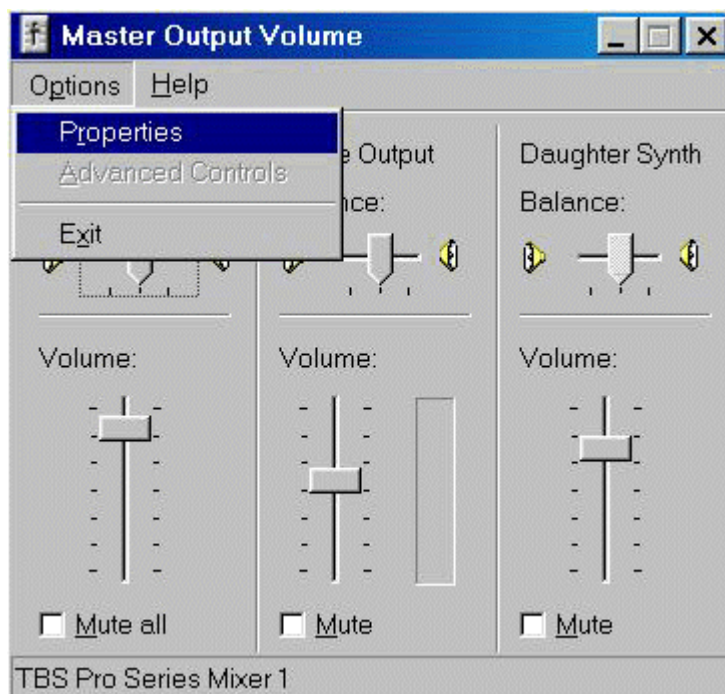 Master Output Volume
Options Help
Properties
Advanced Controls
Exit
Output
Daughter Synth
Balance:
Volume:
Volume:
Volume:
Mute all
Mute
Mute
TBS Pro Series Mixer 1